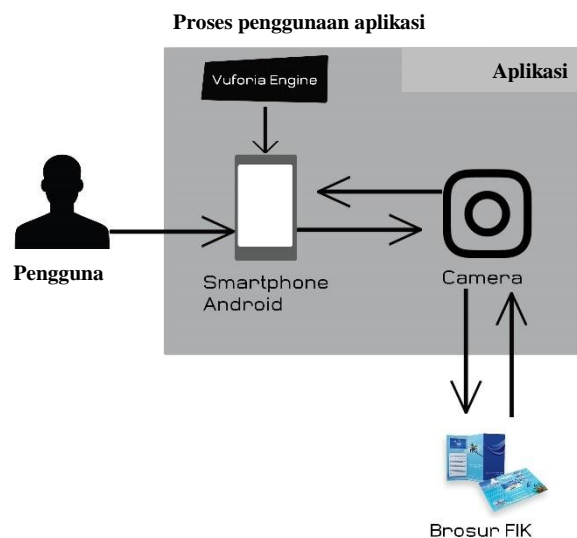 Proses penggunaan aplikasi
Aplikasi
Vuforia Engine
Pengguna
Smartphone
Android
Camera
Brosur FIK